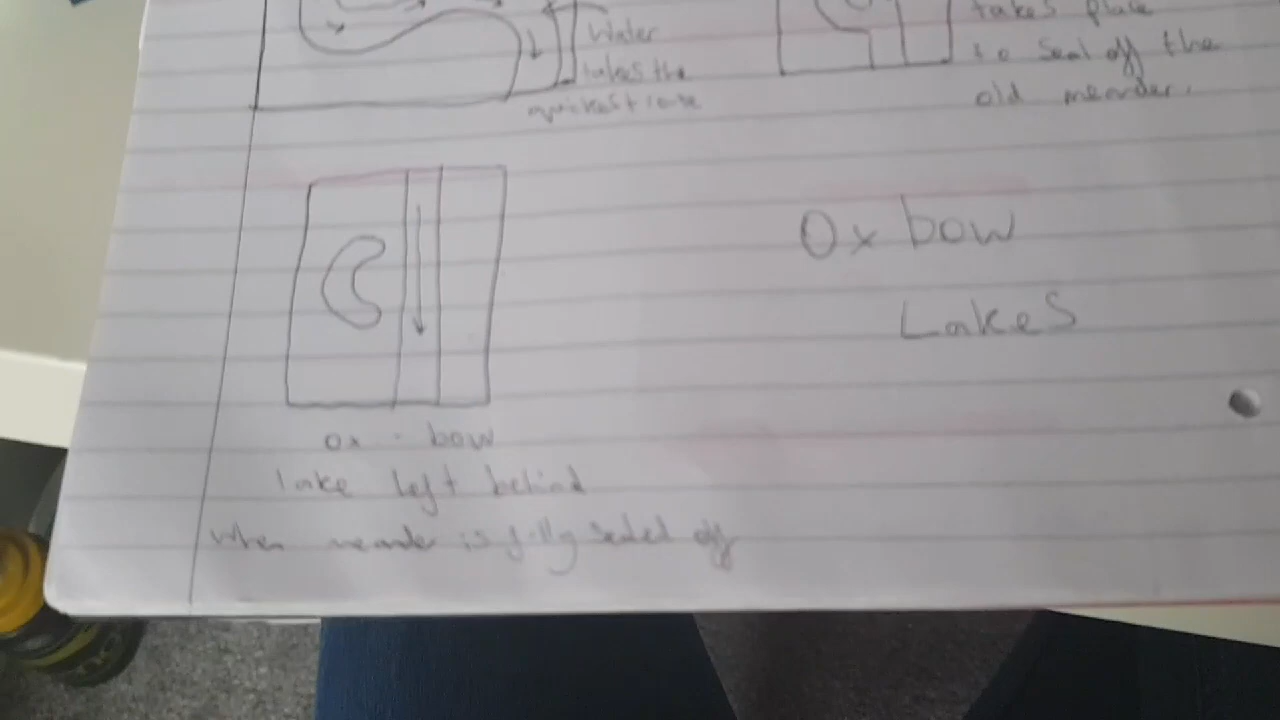 Water
takes the
quickest route
takes place
to seal off the
old meander.
Ox bow
Lakes
ox - bow
lake left behind
when meander is fully sealed off